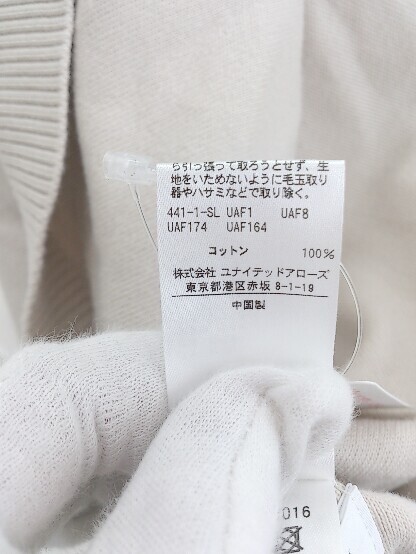 ら引っ張って取ろうとせず、生
地をいためないように毛玉取り
器やハサミなどで取り除く。
441-1-SL UAF1 UAF8
UAF174 UAF164
コットン 100%
株式会社 ユナイテッドアローズ
東京都港区赤坂 8-1-19
中国製
016